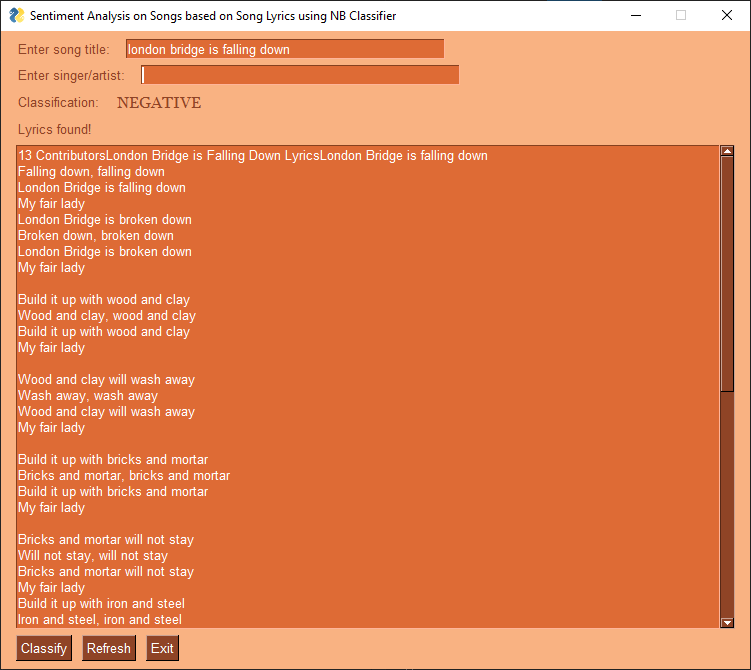 Sentiment Analysis on Songs based on Song Lyrics using NB Classifier
Enter song title: london bridge is falling down
Enter singer/artist:
Classification: NEGATIVE
Lyrics found!
13 ContributorsLondon Bridge is Falling Down LyricsLondon Bridge is falling down
Falling down, falling down
London Bridge is falling down
My fair lady
London Bridge is broken down
Broken down, broken down
London Bridge is broken down
My fair lady
Build it up with wood and clay
Wood and clay, wood and clay
Build it up with wood and clay
My fair lady
Wood and clay will wash away
Wash away, wash away
Wood and clay will wash away
My fair lady
Build it up with bricks and mortar
Bricks and mortar, bricks and mortar
Build it up with bricks and mortar
My fair lady
Bricks and mortar will not stay
Will not stay, will not stay
Bricks and mortar will not stay
My fair lady
Build it up with iron and steel
Iron and steel, iron and steel
Classify Refresh Exit